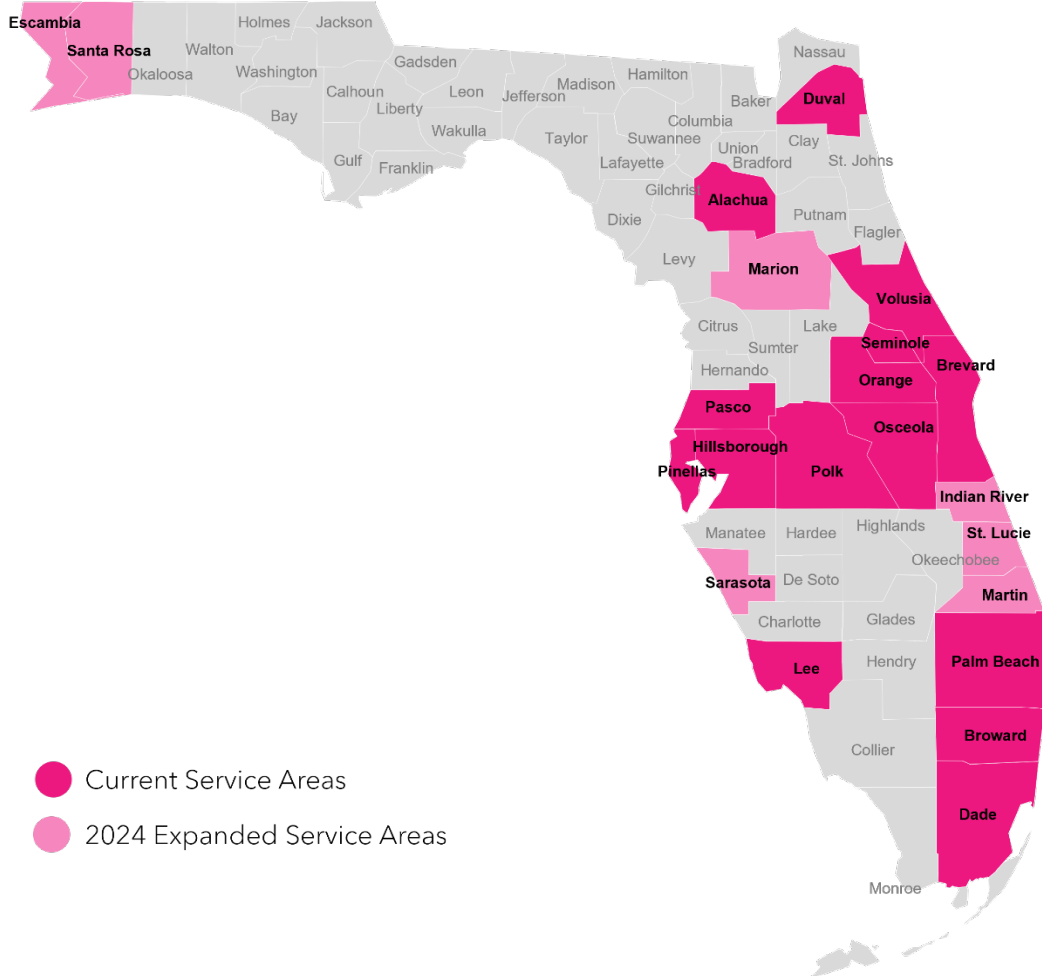 Escambia
Santa Rosa
Okaloosa
Walton
Holmes
Washington
Jackson
Bay
Calhoun
Gulf
Liberty
Franklin
Gadsden
Leon
Wakulla
Jefferson
Madison
Taylor
Hamilton
Suwannee
Lafayette
Dixie
Columbia
Gilchrist
Baker
Union
Bradford
Nassau
Duval
Clay
St. Johns
Alachua
Putnam
Flagler
Levy
Marion
Volusia
Citrus
Sumter
Lake
Seminole
Hernando
Orange
Brevard
Pasco
Osceola
Hillsborough
Pinellas
Polk
Indian River
Manatee
Hardee
Highlands
St. Lucie
Okeechobee
Sarasota
De Soto
Martin
Charlotte
Glades
Lee
Hendry
Palm Beach
Collier
Broward
Dade
Monroe
Current Service Areas
2024 Expanded Service Areas